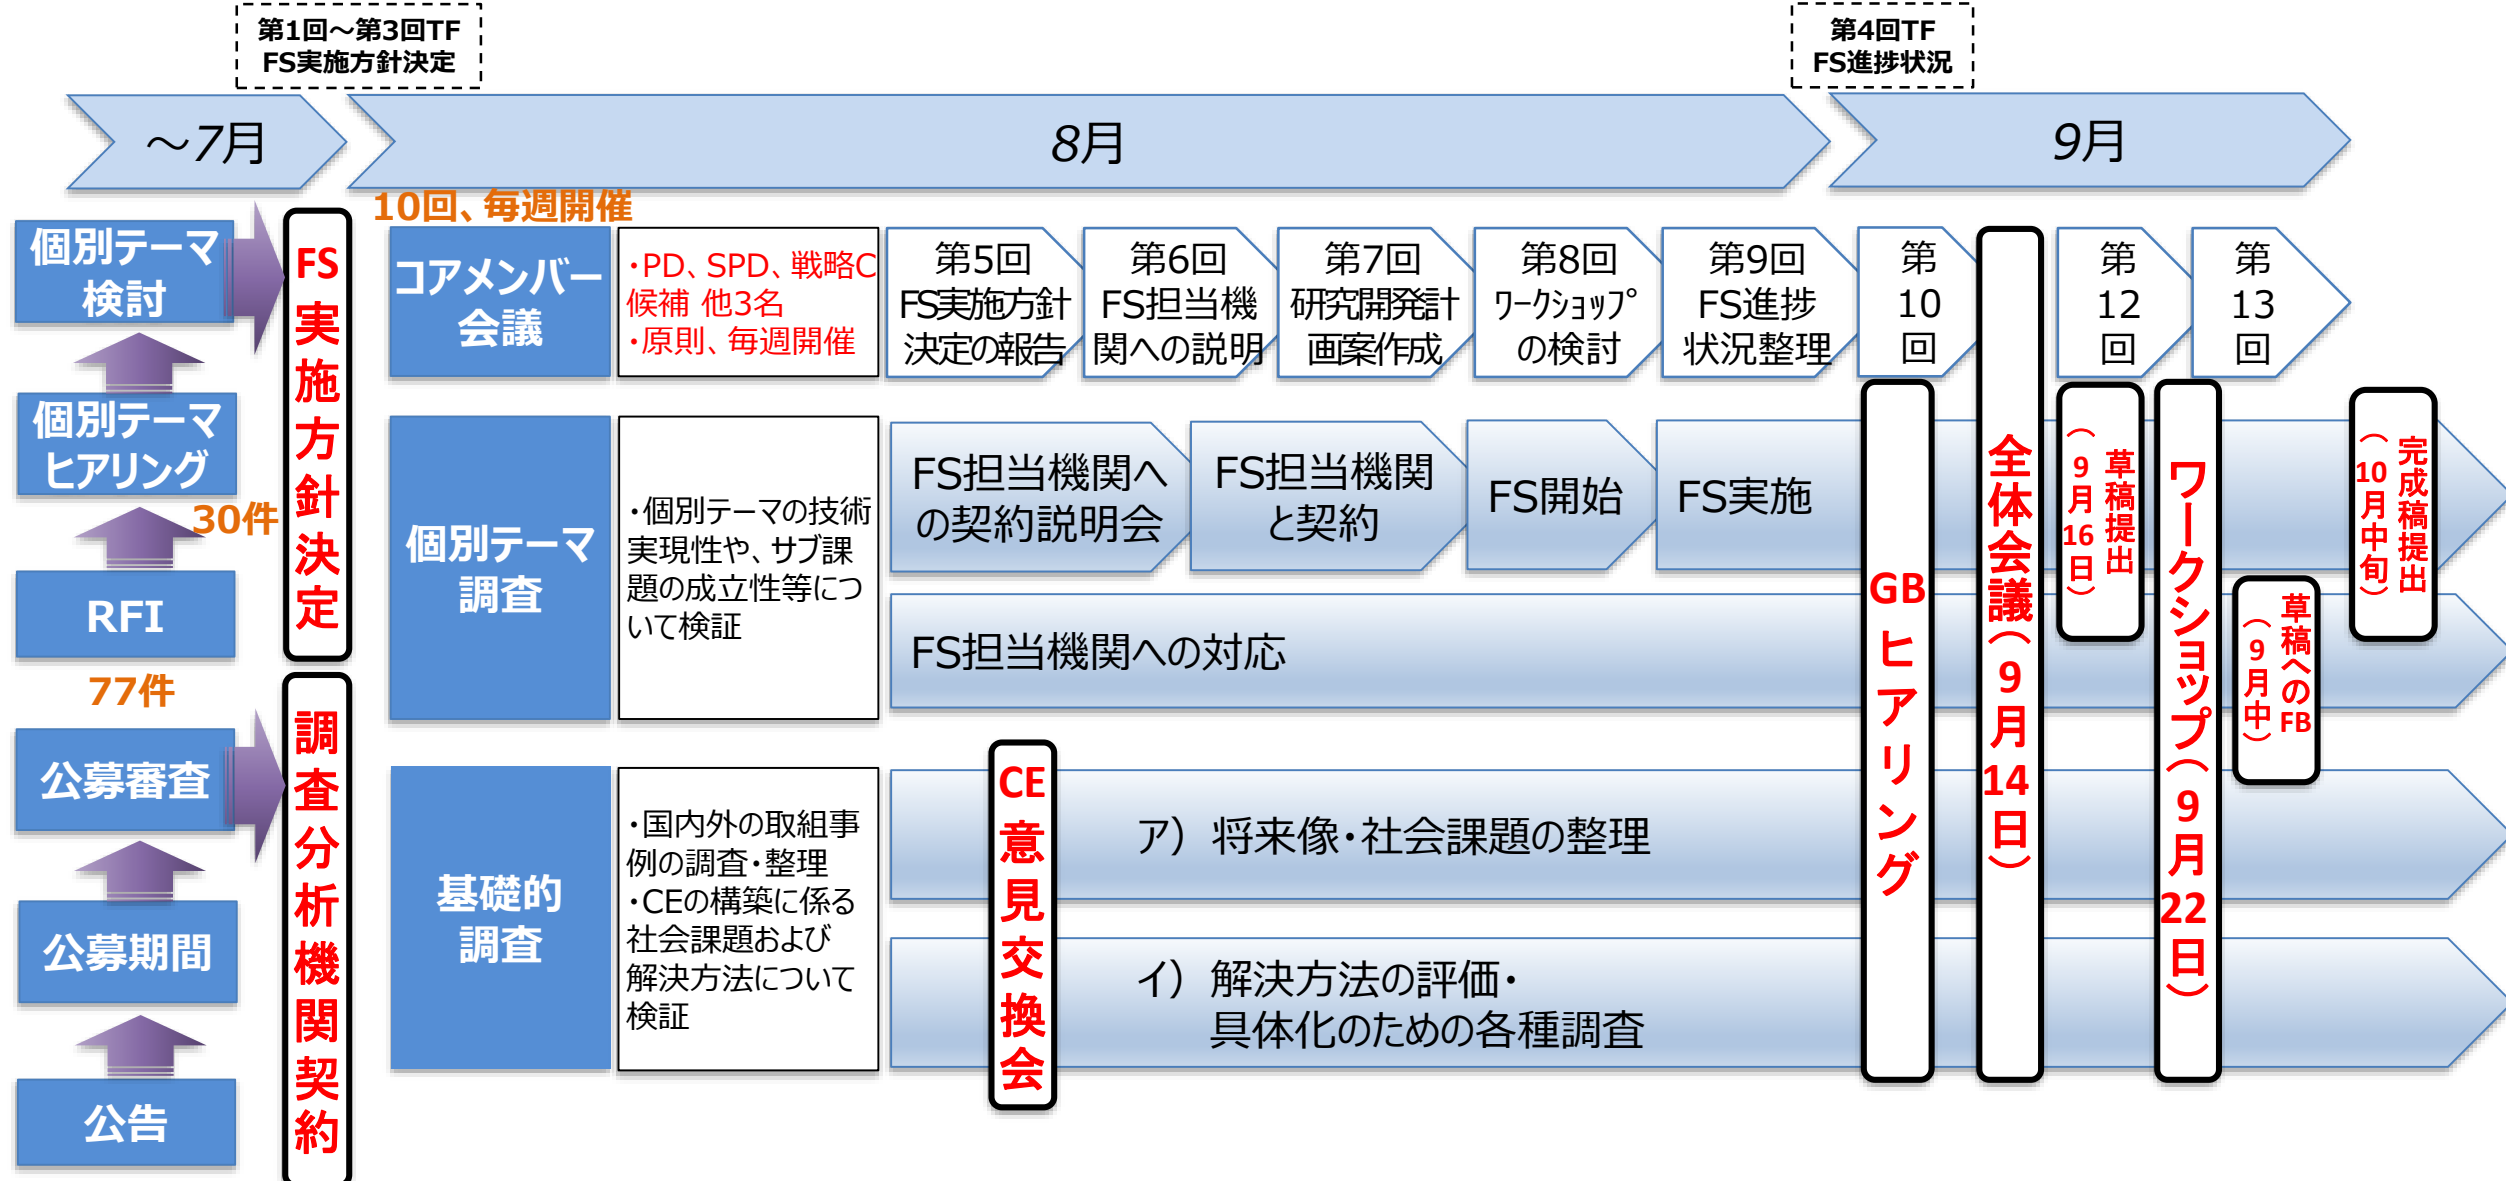 第1回～第3回TF
FS実施方針決定
第4回TF
FS進捗状況
～7月
8月
9月
個別テーマ
検討
個別テーマ
ヒアリング
30件
RFI
77件
公募審査
公募期間
公告
FS実施方針決定
調査分析機関契約
10回、毎週開催
コアメンバー
会議
・PD、SPD、戦略C
候補 他3名
・原則、毎週開催
第5回
FS実施方針
決定の報告
第6回
FS担当機
関への説明
第7回
研究開発計
画案作成
第8回
ワークショップ
の検討
第9回
FS進捗
状況整理
第
10
回
第
12
回
第
13
回
個別テーマ
調査
・個別テーマの技術
実現性や、サブ課
題の成立性等につ
いて検証
FS担当機関へ
の契約説明会
FS担当機関
と契約
FS開始
FS実施
FS担当機関への対応
基礎的
調査
・国内外の取組事
例の調査・整理
・CEの構築に係る
社会課題および
解決方法について
検証
ア）将来像・社会課題の整理
イ）解決方法の評価・
具体化のための各種調査
CE意見交換会
GBヒアリング
全体会議（9月14日）
草稿提出
（9月16日）
ワークショップ（9月22日）
草稿へのFB
（9月中）
完成稿提出
（10月中旬）